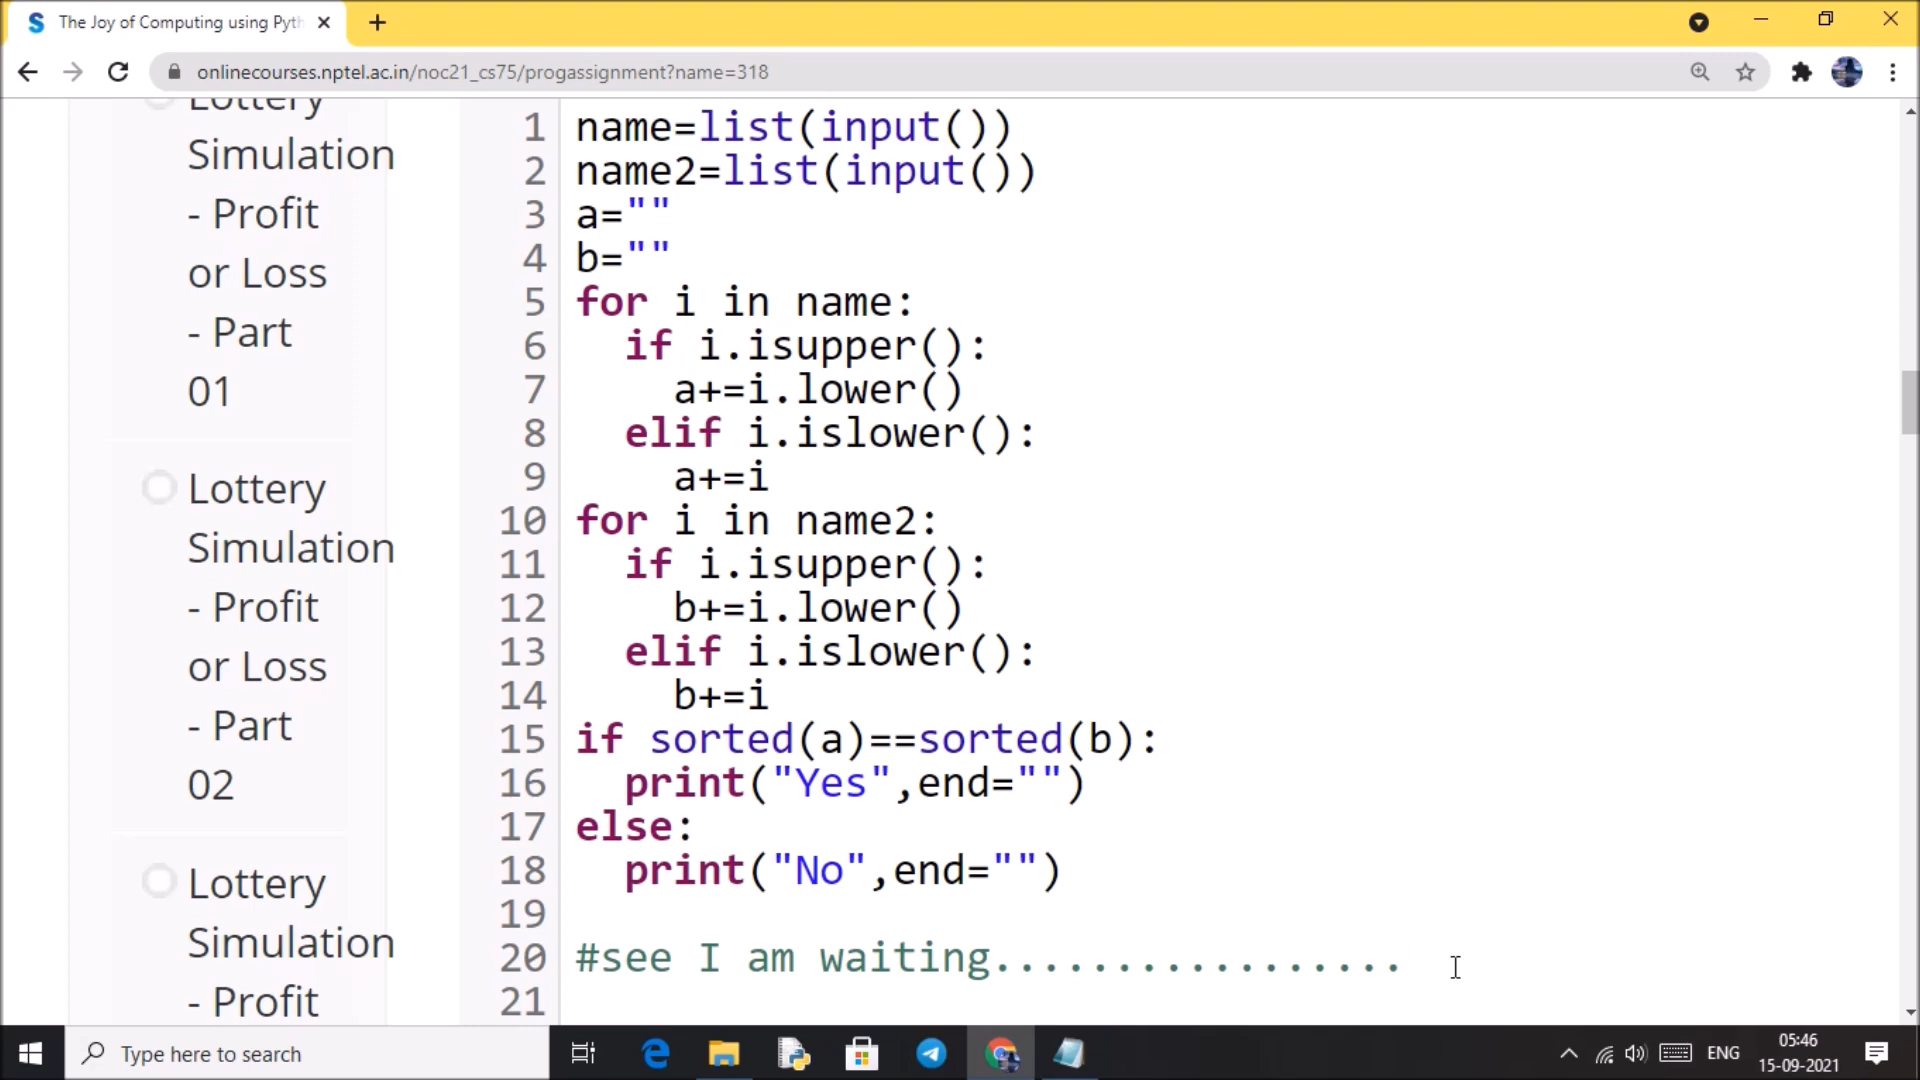 The Joy of Computing using Pyth
onlinecourses.nptel.ac.in/noc21_cs75/progassignment?name=318
Lottery
Simulation
- Profit
or Loss
- Part
01
Lottery
Simulation
- Profit
or Loss
- Part
02
Lottery
Simulation
- Profit
1 name=list(input())
2 name2=list(input())
3 a=""
4 b=""
5 for i in name:
6   if i.isupper():
7     a+=i.lower()
8   elif i.islower():
9     a+=i
10 for i in name2:
11   if i.isupper():
12     b+=i.lower()
13   elif i.islower():
14     b+=i
15 if sorted(a)==sorted(b):
16   print("Yes",end="")
17 else:
18   print("No",end="")
19
20 #see I am waiting.................
21
Type here to search
ENG
05:46
15-09-2021